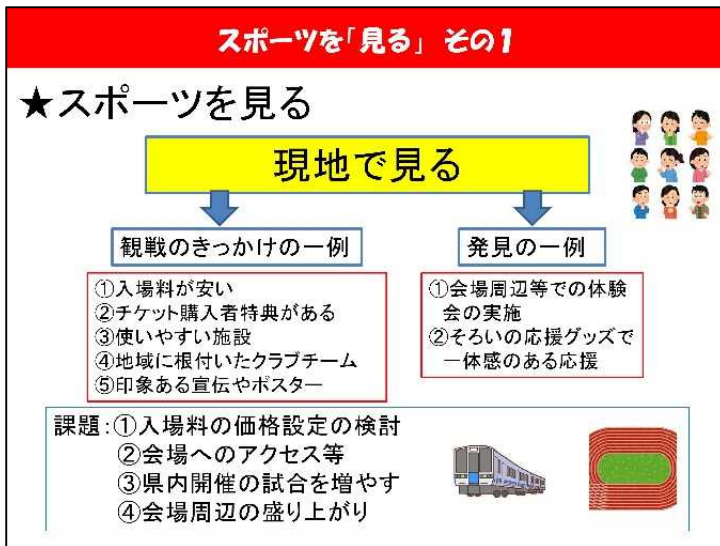 スポーツを「見る」 その1
★スポーツを見る
現地で見る
観戦のきっかけの一例
①入場料が安い
②チケット購入者特典がある
③使いやすい施設
④地域に根付いたクラブチーム
⑤印象ある宣伝やポスター
発見の一例
①会場周辺等での体験
会の実施
②そろいの応援グッズで
一体感のある応援
課題:①入場料の価格設定の検討
②会場へのアクセス等
③県内開催の試合を増やす
④会場周辺の盛り上がり